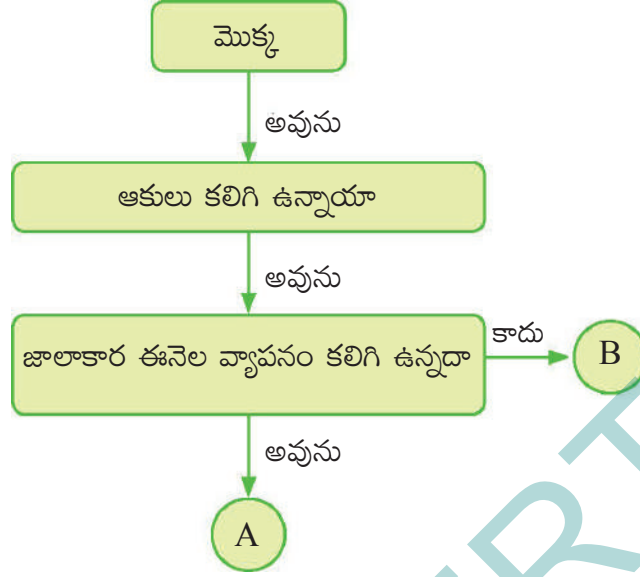 మొక్క
అవును
ఆకులు కలిగి ఉన్నాయా
అవును
జాలాకార ఈనెల వ్యాపనం కలిగి ఉన్నదా
కాదు
B
అవును
A